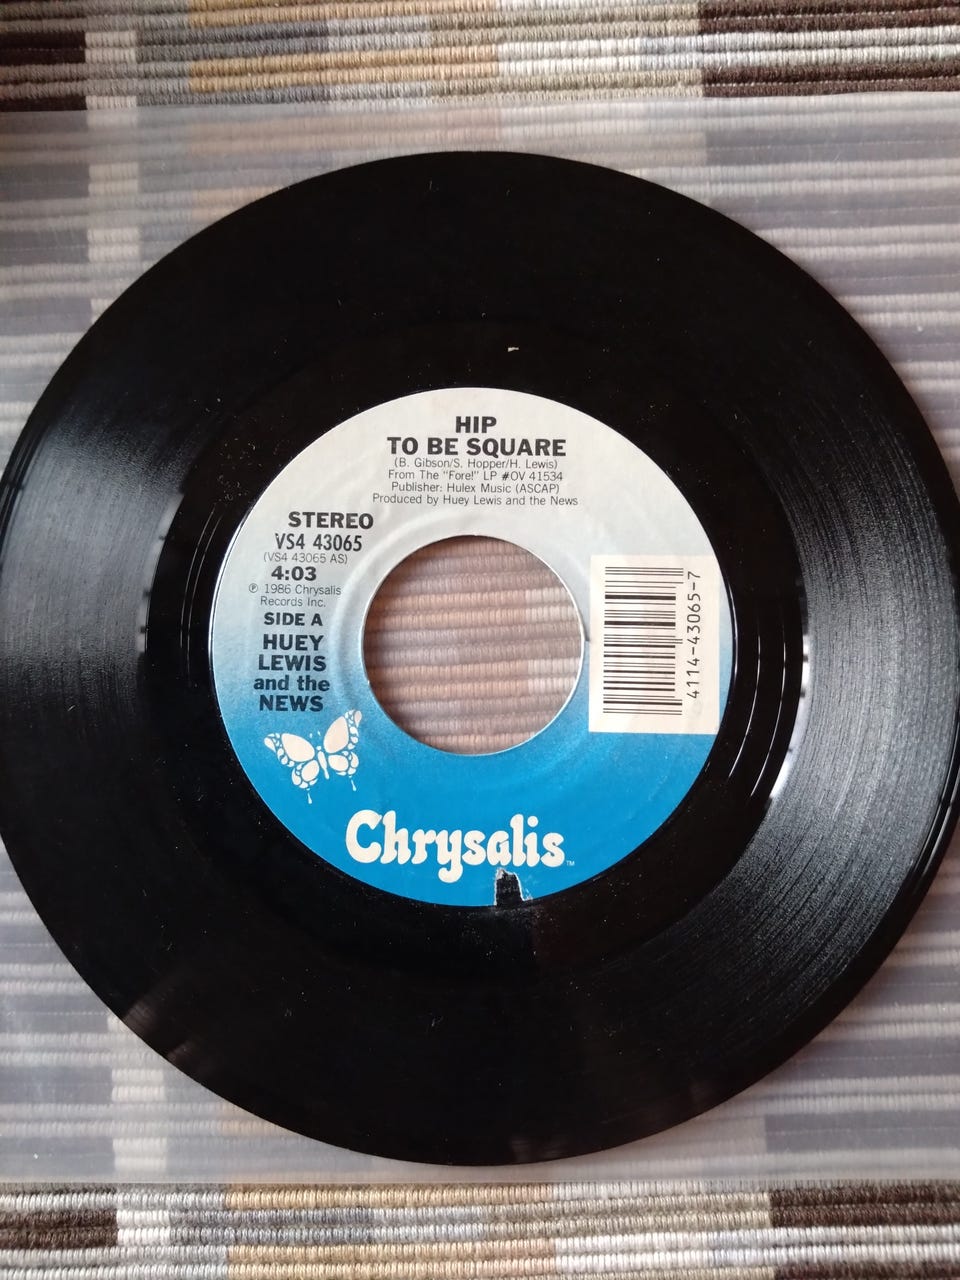 HIP
TO BE SQUARE
(B. Gibson/S. Hopper/H. Lewis)
From The "Fore!" LP #OV 41534
Publisher: Hulex Music (ASCAP)
Produced by Huey Lewis and the News
STEREO
VS4 43065
(VS4 43065 AS)
4:03
℗ 1986 Chrysalis
Records Inc.
SIDE A
HUEY
LEWIS
and the
NEWS
4114-43065-7
Chrysalis™